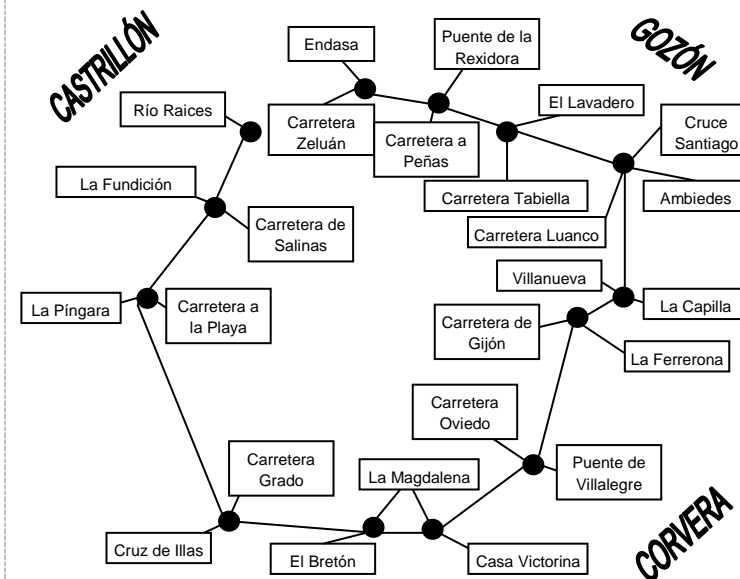 CASTRILLÓN
GOZÓN
Endasa
Puente de la
Rexidora
Río Raices
El Lavadero
Carretera
Zeluán
Carretera a
Peñas
Cruce
Santiago
La Fundición
Carretera Tabiella
Ambiedes
Carretera de
Salinas
Carretera Luanco
Villanueva
La Píngara
Carretera a
la Playa
La Capilla
Carretera de
Gijón
La Ferrerona
Carretera
Oviedo
Carretera
Grado
La Magdalena
Puente de
Villalegre
Cruz de Illas
El Bretón
Casa Victorina
CORVERA